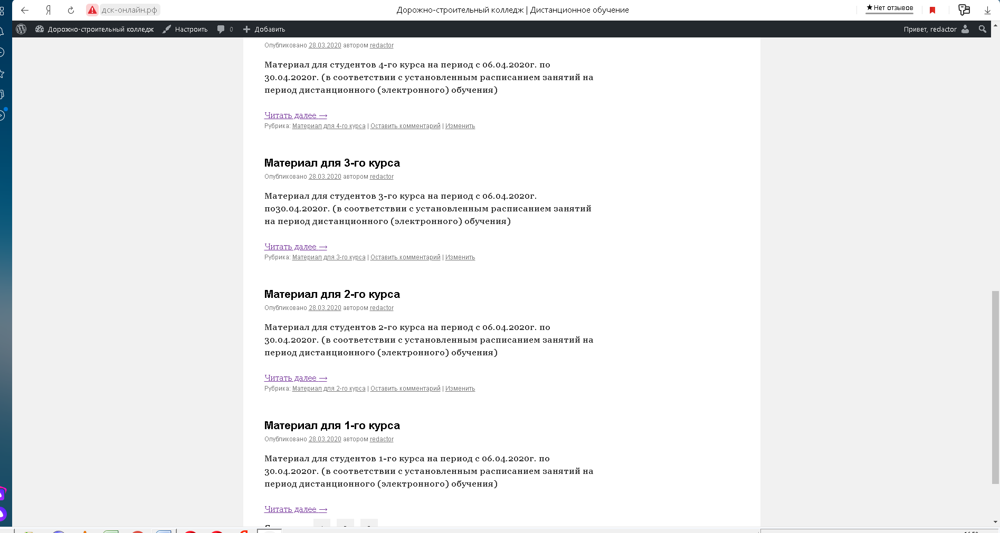 дск-онлайн.рф
Дорожно-строительный колледж | Дистанционное обучение
★Нет отзывов
Дорожно-строительный колледж
Настроить
0
Добавить
Привет, redactor
Опубликовано 28.03.2020 автором redactor
Материал для студентов 4-го курса на период с 06.04.2020г. по
30.04.2020г. (в соответствии с установленным расписанием занятий на
период дистанционного (электронного) обучения)
Читать далее →
Рубрика: Материал для 4-го курса | Оставить комментарий | Изменить
Материал для 3-го курса
Опубликовано 28.03.2020 автором redactor
Материал для студентов 3-го курса на период с 06.04.2020г.
по30.04.2020г. (в соответствии с установленным расписанием занятий
на период дистанционного (электронного) обучения)
Читать далее →
Рубрика: Материал для 3-го курса | Оставить комментарий | Изменить
Материал для 2-го курса
Опубликовано 28.03.2020 автором redactor
Материал для студентов 2-го курса на период с 06.04.2020г. по
30.04.2020г. (в соответствии с установленным расписанием занятий на
период дистанционного (электронного) обучения)
Читать далее →
Рубрика: Материал для 2-го курса | Оставить комментарий | Изменить
Материал для 1-го курса
Опубликовано 28.03.2020 автором redactor
Материал для студентов 1-го курса на период с 06.04.2020г. по
30.04.2020г. (в соответствии с установленным расписанием занятий на
период дистанционного (электронного) обучения)
Читать далее →